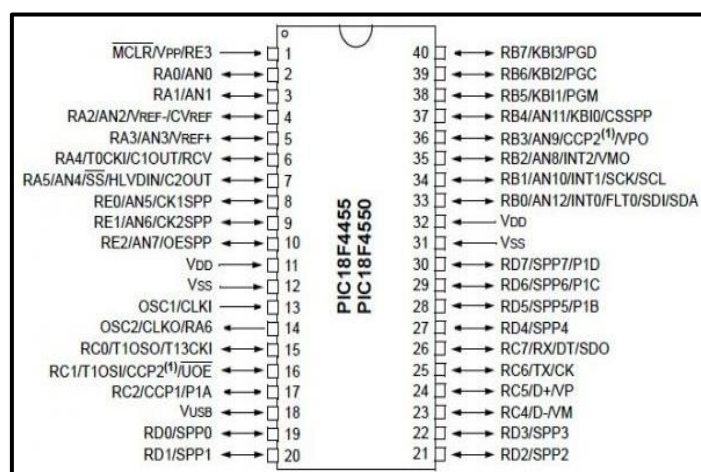 M̅C̅L̅R̅/VPP/RE3 1
RA0/AN0 2
RA1/AN1 3
RA2/AN2/VREF-/CVREF 4
RA3/AN3/VREF+ 5
RA4/T0CKI/C1OUT/RCV 6
RA5/AN4/S̅S̅/HLVDIN/C2OUT 7
RE0/AN5/CK1SPP 8
RE1/AN6/CK2SPP 9
RE2/AN7/OESPP 10
VDD 11
VSS 12
OSC1/CLKI 13
OSC2/CLKO/RA6 14
RC0/T1OSO/T13CKI 15
RC1/T1OSI/CCP2(1)/U̅O̅E̅ 16
RC2/CCP1/P1A 17
VUSB 18
RD0/SPP0 19
RD1/SPP1 20
PIC18F4455
PIC18F4550
40 RB7/KBI3/PGD
39 RB6/KBI2/PGC
38 RB5/KBI1/PGM
37 RB4/AN11/KBI0/CSSPP
36 RB3/AN9/CCP2(1)/VPO
35 RB2/AN8/INT2/VMO
34 RB1/AN10/INT1/SCK/SCL
33 RB0/AN12/INT0/FLT0/SDI/SDA
32 VDD
31 VSS
30 RD7/SPP7/P1D
29 RD6/SPP6/P1C
28 RD5/SPP5/P1B
27 RD4/SPP4
26 RC7/RX/DT/SDO
25 RC6/TX/CK
24 RC5/D+/VP
23 RC4/D-/VM
22 RD3/SPP3
21 RD2/SPP2